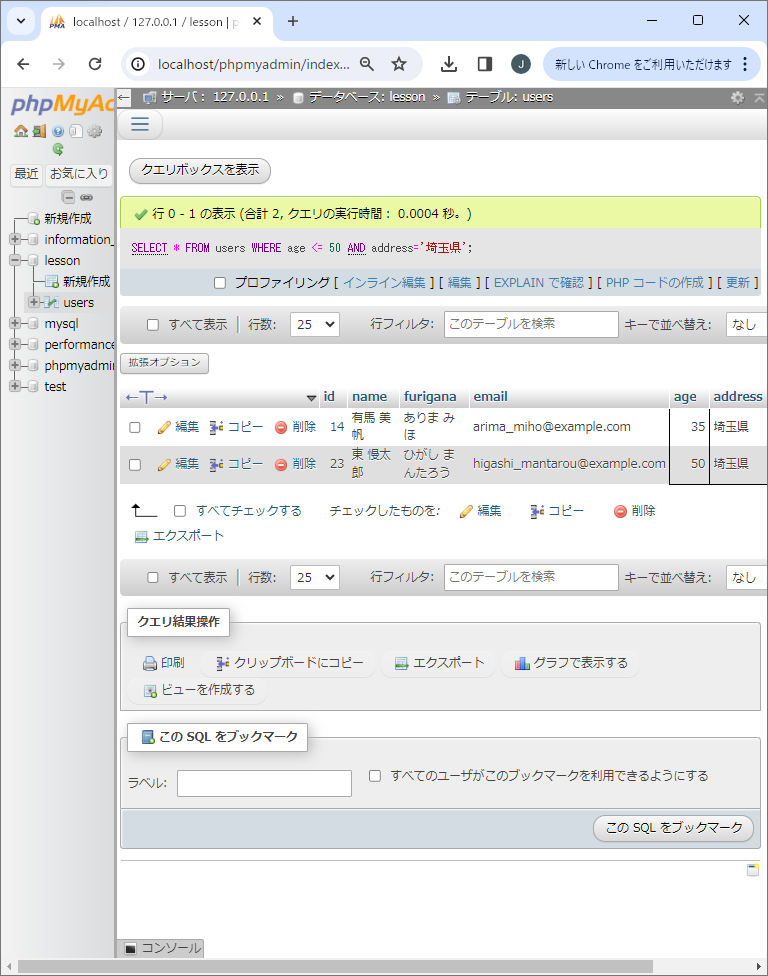 localhost / 127.0.0.1 / lesson | p
localhost/phpmyadmin/index...
J
新しい Chrome をご利用いただけます
phpMyAd
最近
お気に入り
新規作成
information_
lesson
新規作成
users
mysql
performance
phpmyadmin
test
サーバ: 127.0.0.1 » データベース: lesson » テーブル: users
クエリボックスを表示
行 0 - 1 の表示 (合計 2, クエリの実行時間: 0.0004 秒。)
SELECT * FROM users WHERE age <= 50 AND address='埼玉県';
プロファイリング [ インライン編集 ] [ 編集 ] [ EXPLAIN で確認 ] [ PHP コードの作成 ] [ 更新 ]
すべて表示 行数: 25 行フィルタ: このテーブルを検索 キーで並べ替え: なし
拡張オプション
←T→ id name furigana email age address
編集 コピー 削除 14 有馬 美帆 ありま みほ arima_miho@example.com 35 埼玉県
編集 コピー 削除 23 東 慢太郎 ひがし まんたろう higashi_mantarou@example.com 50 埼玉県
すべてチェックする チェックしたものを: 編集 コピー 削除
エクスポート
すべて表示 行数: 25 行フィルタ: このテーブルを検索 キーで並べ替え: なし
クエリ結果操作
印刷 クリップボードにコピー エクスポート グラフで表示する
ビューを作成する
この SQL をブックマーク
ラベル: すべてのユーザがこのブックマークを利用できるようにする
この SQL をブックマーク
コンソール